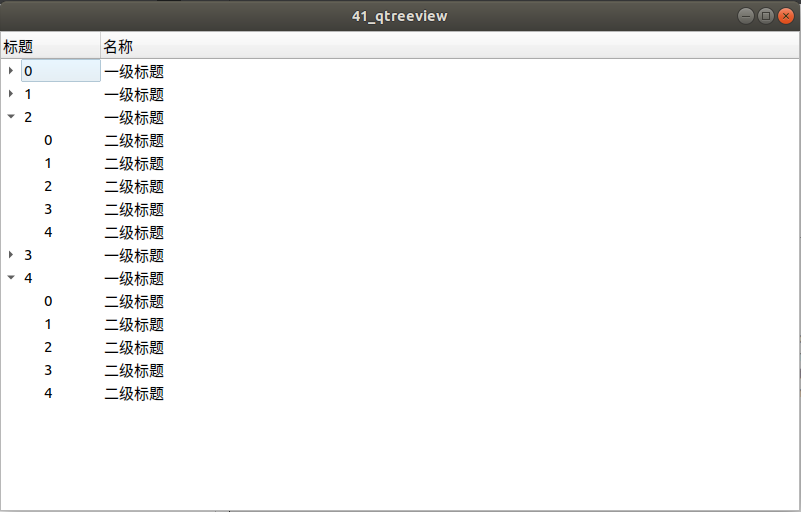 41_qtreeview
标题 名称
0 一级标题
1 一级标题
2 一级标题
0 二级标题
1 二级标题
2 二级标题
3 二级标题
4 二级标题
3 一级标题
4 一级标题
0 二级标题
1 二级标题
2 二级标题
3 二级标题
4 二级标题